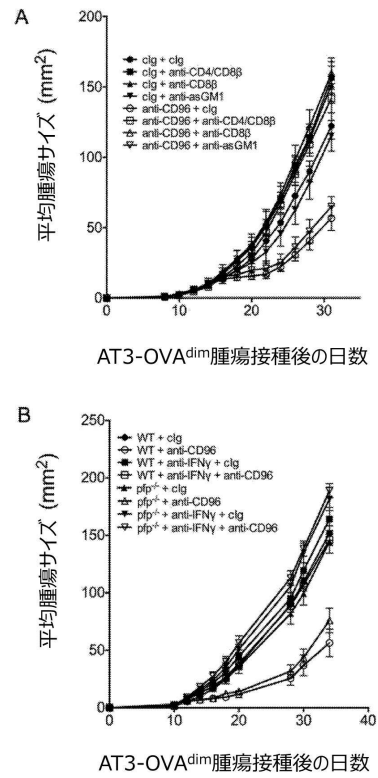 A
平均腫瘍サイズ (mm²)
200
150
100
50
0
cIg + cIg
cIg + anti-CD4/CD8β
cIg + anti-CD8β
cIg + anti-asGM1
anti-CD96 + cIg
anti-CD96 + anti-CD4/CD8β
anti-CD96 + anti-CD8β
anti-CD96 + anti-asGM1
0 10 20 30
AT3-OVAdim腫瘍接種後の日数
B
平均腫瘍サイズ (mm²)
250
200
150
100
50
0
WT + cIg
WT + anti-CD96
WT + anti-IFNγ + cIg
WT + anti-IFNγ + anti-CD96
pfp-/- + cIg
pfp-/- + anti-CD96
pfp-/- + anti-IFNγ + cIg
pfp-/- + anti-IFNγ + anti-CD96
0 10 20 30 40
AT3-OVAdim腫瘍接種後の日数